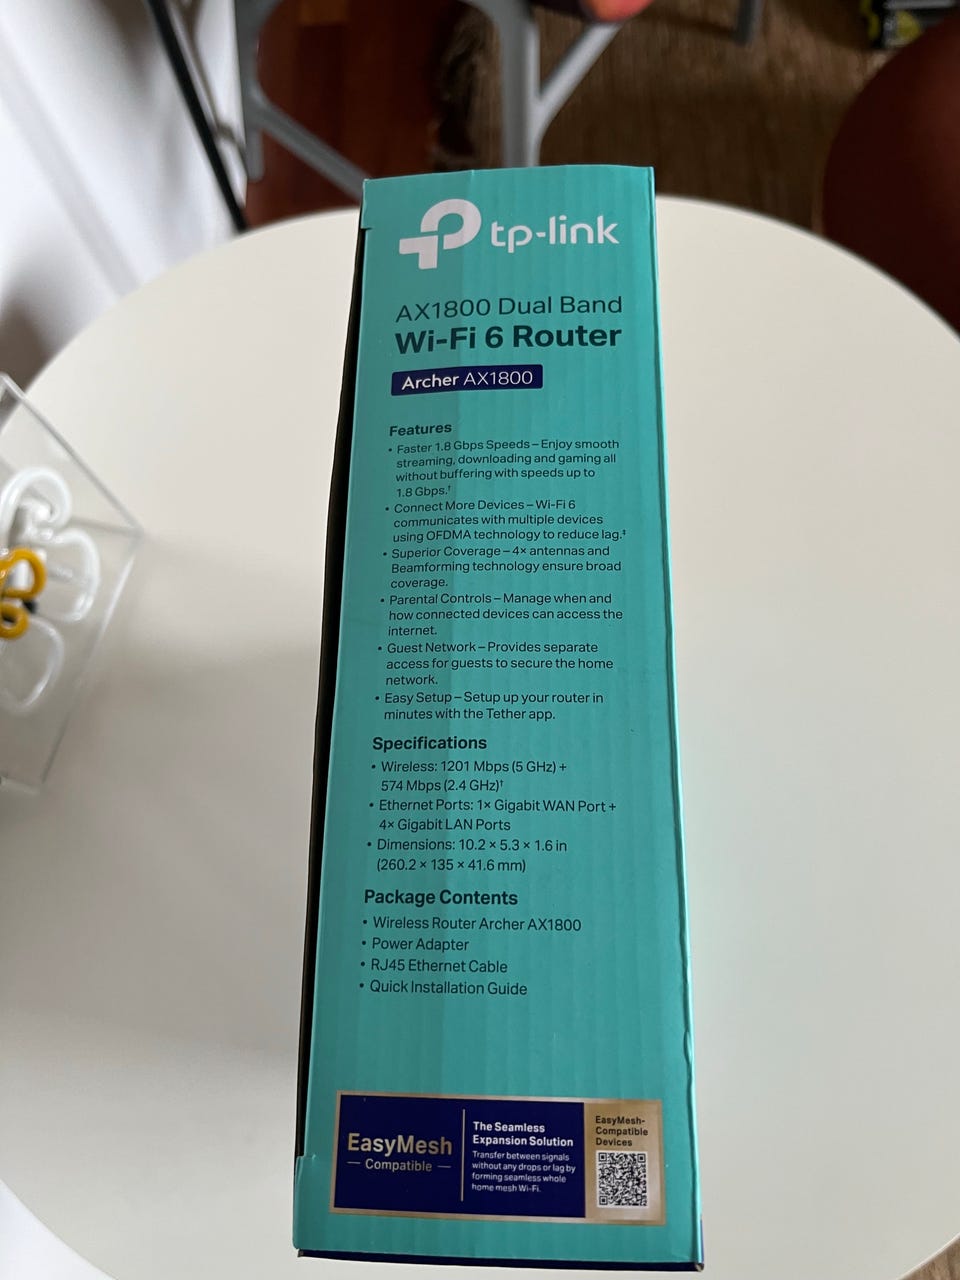 tp-link
AX1800 Dual Band
Wi-Fi 6 Router
Archer AX1800
Features
• Faster 1.8 Gbps Speeds – Enjoy smooth
streaming, downloading and gaming all
without buffering with speeds up to
1.8 Gbps.†
• Connect More Devices – Wi-Fi 6
communicates with multiple devices
using OFDMA technology to reduce lag.‡
• Superior Coverage – 4× antennas and
Beamforming technology ensure broad
coverage.
• Parental Controls – Manage when and
how connected devices can access the
internet.
• Guest Network – Provides separate
access for guests to secure the home
network.
• Easy Setup – Setup up your router in
minutes with the Tether app.
Specifications
• Wireless: 1201 Mbps (5 GHz) +
574 Mbps (2.4 GHz)†
• Ethernet Ports: 1× Gigabit WAN Port +
4× Gigabit LAN Ports
• Dimensions: 10.2 × 5.3 × 1.6 in
(260.2 × 135 × 41.6 mm)
Package Contents
• Wireless Router Archer AX1800
• Power Adapter
• RJ45 Ethernet Cable
• Quick Installation Guide
EasyMesh
— Compatible —
The Seamless
Expansion Solution
Transfer between signals
without any drops or lag by
forming seamless whole
home mesh Wi-Fi.
EasyMesh-
Compatible
Devices